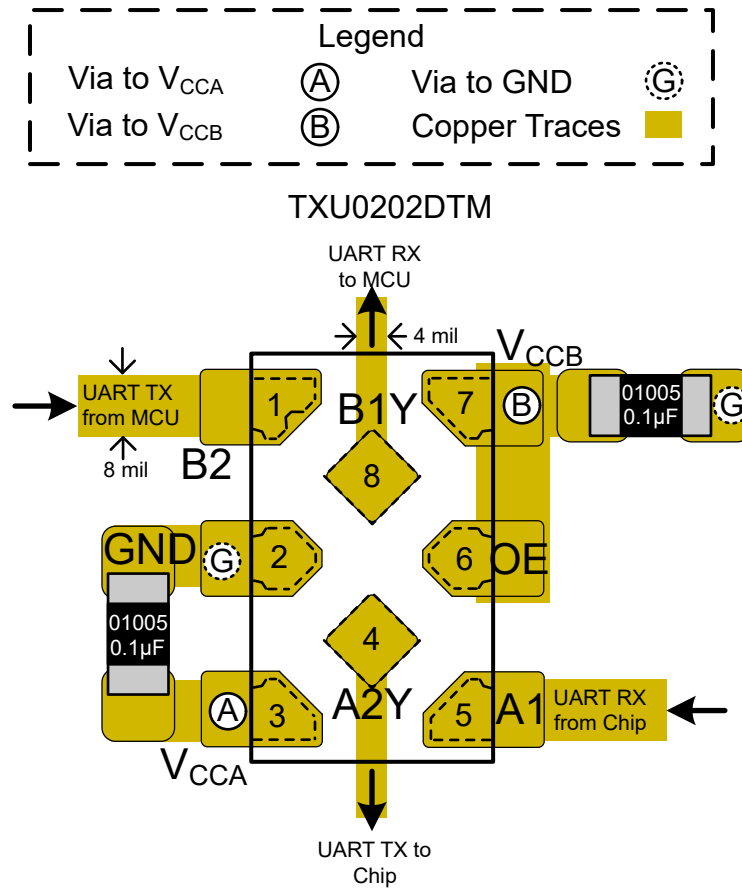 Legend
Via to VCCA A Via to GND G
Via to VCCB B Copper Traces
TXU0202DTM
UART RX
to MCU
4 mil
VCCB
UART TX
from MCU
1
B1Y
7
B
01005
0.1µF
G
8 mil
B2
8
GND
G
2
6
OE
01005
0.1µF
4
A
3
A2Y
5
A1
UART RX
from Chip
VCCA
UART TX to
Chip